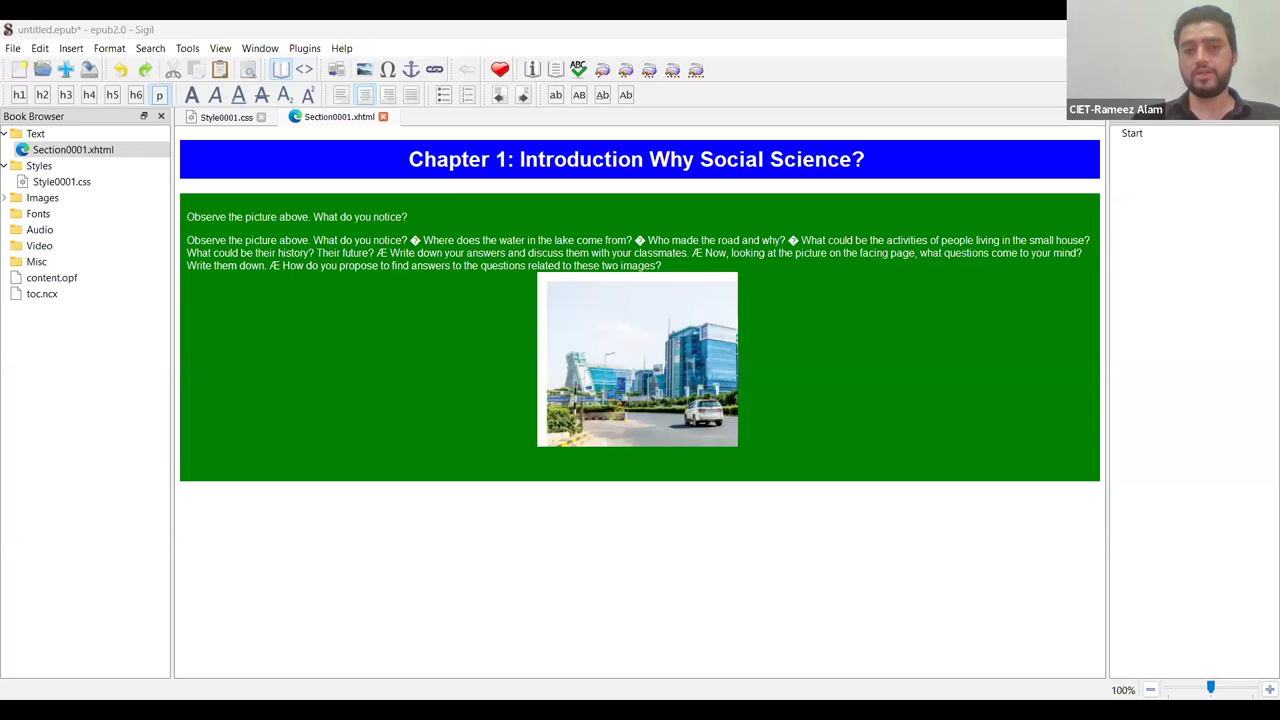 untitled.epub* - epub2.0 - Sigil
File Edit Insert Format Search Tools View Window Plugins Help
ABC
h1 h2 h3 h4 h5 h6 p A A A A A₂ A² ab AB Ab Ab
CIET-Rameez Alam
Book Browser
Style0001.css Section0001.xhtml
Text
Section0001.xhtml
Styles
Style0001.css
Images
Fonts
Audio
Video
Misc
content.opf
toc.ncx
Start
Chapter 1: Introduction Why Social Science?
Observe the picture above. What do you notice?
Observe the picture above. What do you notice? � Where does the water in the lake come from? � Who made the road and why? � What could be the activities of people living in the small house?
What could be their history? Their future? Æ Write down your answers and discuss them with your classmates. Æ Now, looking at the picture on the facing page, what questions come to your mind?
Write them down. Æ How do you propose to find answers to the questions related to these two images?
100%